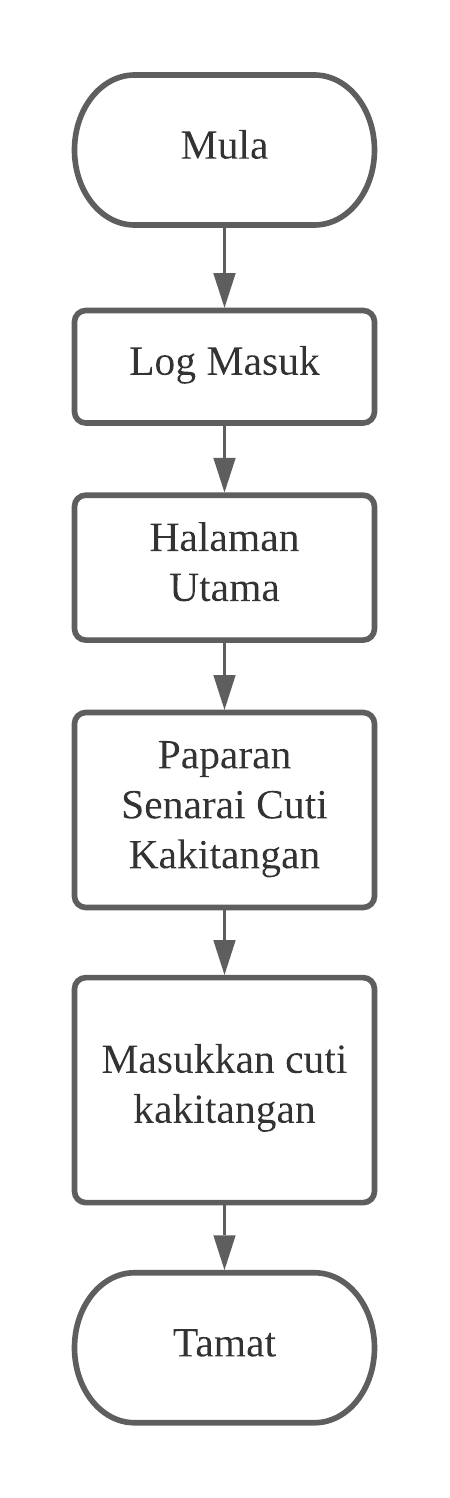 Mula
Log Masuk
Halaman
Utama
Paparan
Senarai Cuti
Kakitangan
Masukkan cuti
kakitangan
Tamat